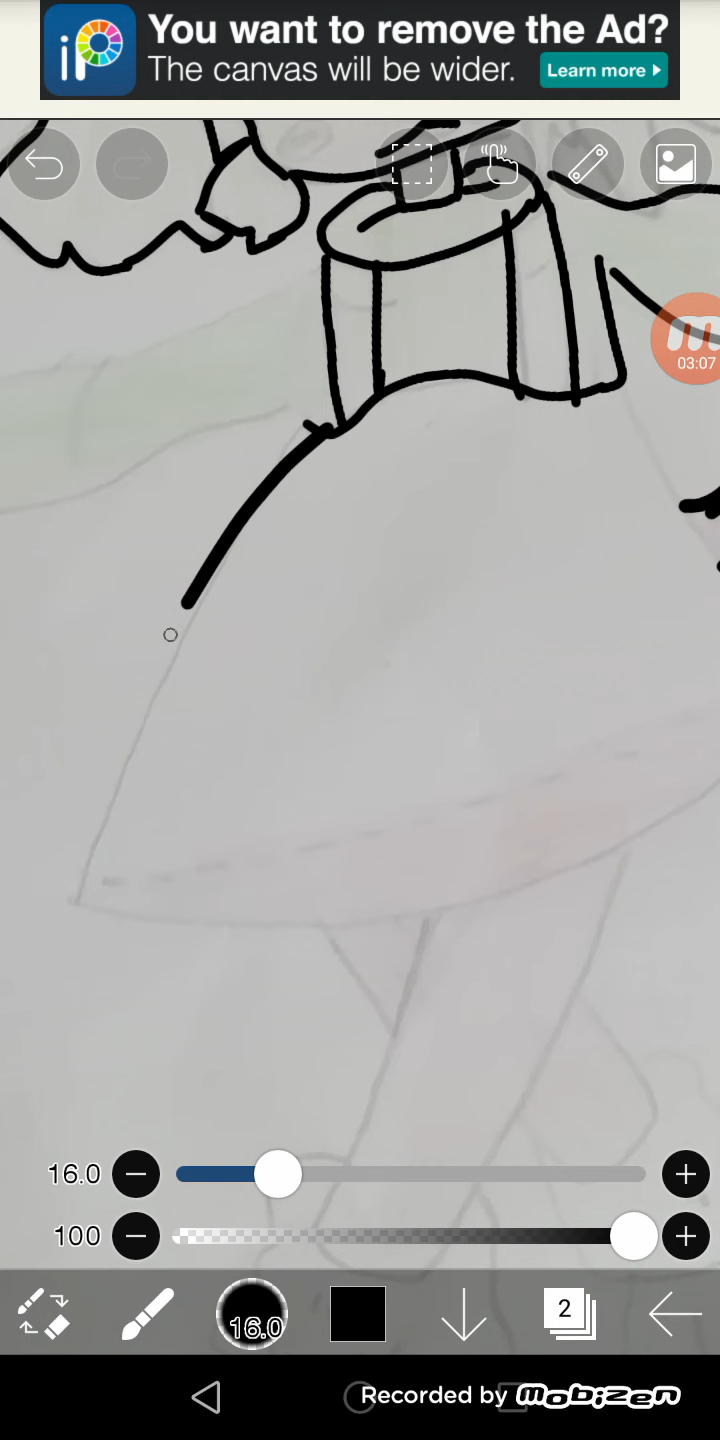 iP
You want to remove the Ad?
The canvas will be wider.
Learn more
03:07
16.0
100
16.0
2
Recorded by mobizen